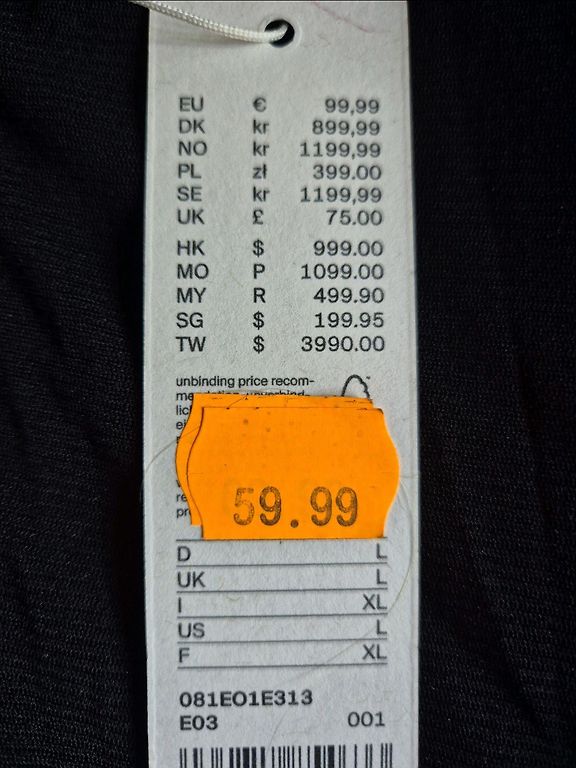 EU € 99,99
DK kr 899,99
NO kr 1199,99
PL zł 399.00
SE kr 1199,99
UK £ 75.00
HK $ 999.00
MO P 1099.00
MY R 499.90
SG $ 199.95
TW $ 3990.00
unbinding price recom-
59.99
D L
UK L
I XL
US L
F XL
081EO1E313
E03 001